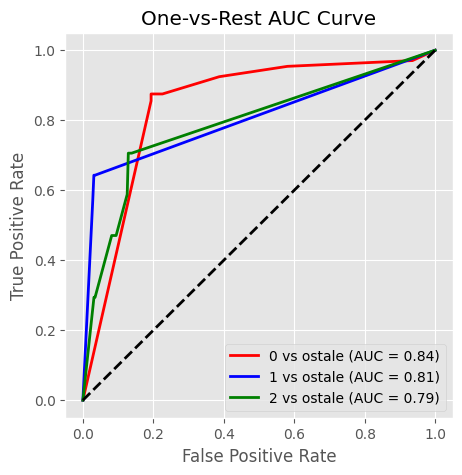 One-vs-Rest AUC Curve
True Positive Rate
1.0
0.8
0.6
0.4
0.2
0.0
0 vs ostale (AUC = 0.84)
1 vs ostale (AUC = 0.81)
2 vs ostale (AUC = 0.79)
0.0 0.2 0.4 0.6 0.8 1.0
False Positive Rate